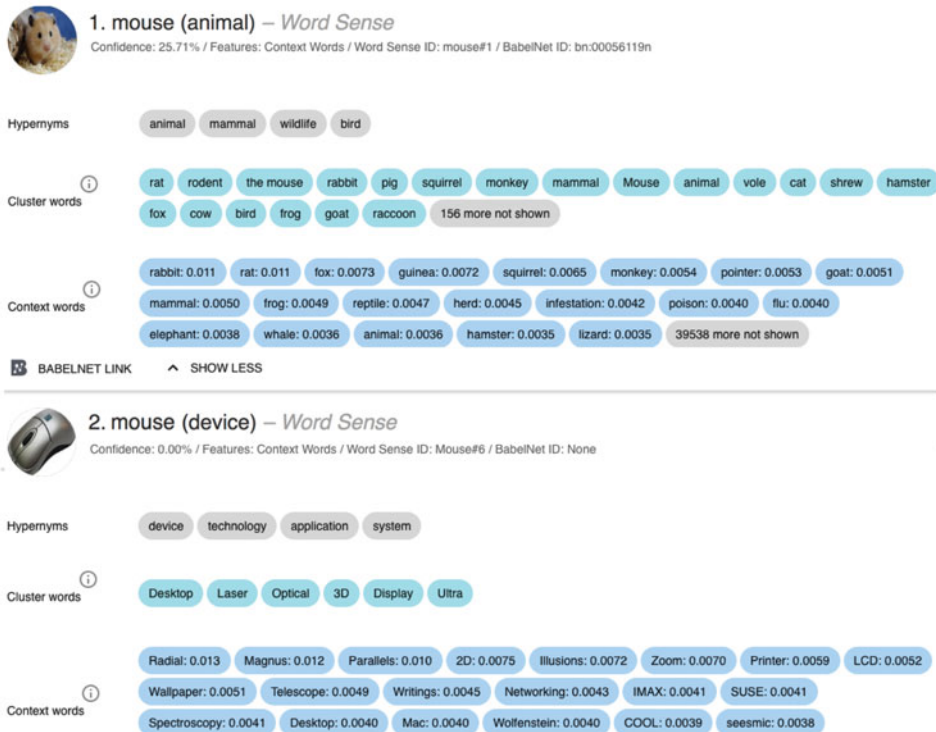 1. mouse (animal) – Word Sense
Confidence: 25.71% / Features: Context Words / Word Sense ID: mouse#1 / BabelNet ID: bn:00056119n
Hypernyms animal mammal wildlife bird
Cluster words rat rodent the mouse rabbit pig squirrel monkey mammal Mouse animal vole cat shrew hamster
fox cow bird frog goat raccoon 156 more not shown
Context words rabbit: 0.011 rat: 0.011 fox: 0.0073 guinea: 0.0072 squirrel: 0.0065 monkey: 0.0054 pointer: 0.0053 goat: 0.0051
mammal: 0.0050 frog: 0.0049 reptile: 0.0047 herd: 0.0045 infestation: 0.0042 poison: 0.0040 flu: 0.0040
elephant: 0.0038 whale: 0.0036 animal: 0.0036 hamster: 0.0035 lizard: 0.0035 39538 more not shown
BABELNET LINK SHOW LESS
2. mouse (device) – Word Sense
Confidence: 0.00% / Features: Context Words / Word Sense ID: Mouse#6 / BabelNet ID: None
Hypernyms device technology application system
Cluster words Desktop Laser Optical 3D Display Ultra
Radial: 0.013 Magnus: 0.012 Parallels: 0.010 2D: 0.0075 Illusions: 0.0072 Zoom: 0.0070 Printer: 0.0059 LCD: 0.0052
Context words Wallpaper: 0.0051 Telescope: 0.0049 Writings: 0.0045 Networking: 0.0043 IMAX: 0.0041 SUSE: 0.0041
Spectroscopy: 0.0041 Desktop: 0.0040 Mac: 0.0040 Wolfenstein: 0.0040 COOL: 0.0039 seesmic: 0.0038